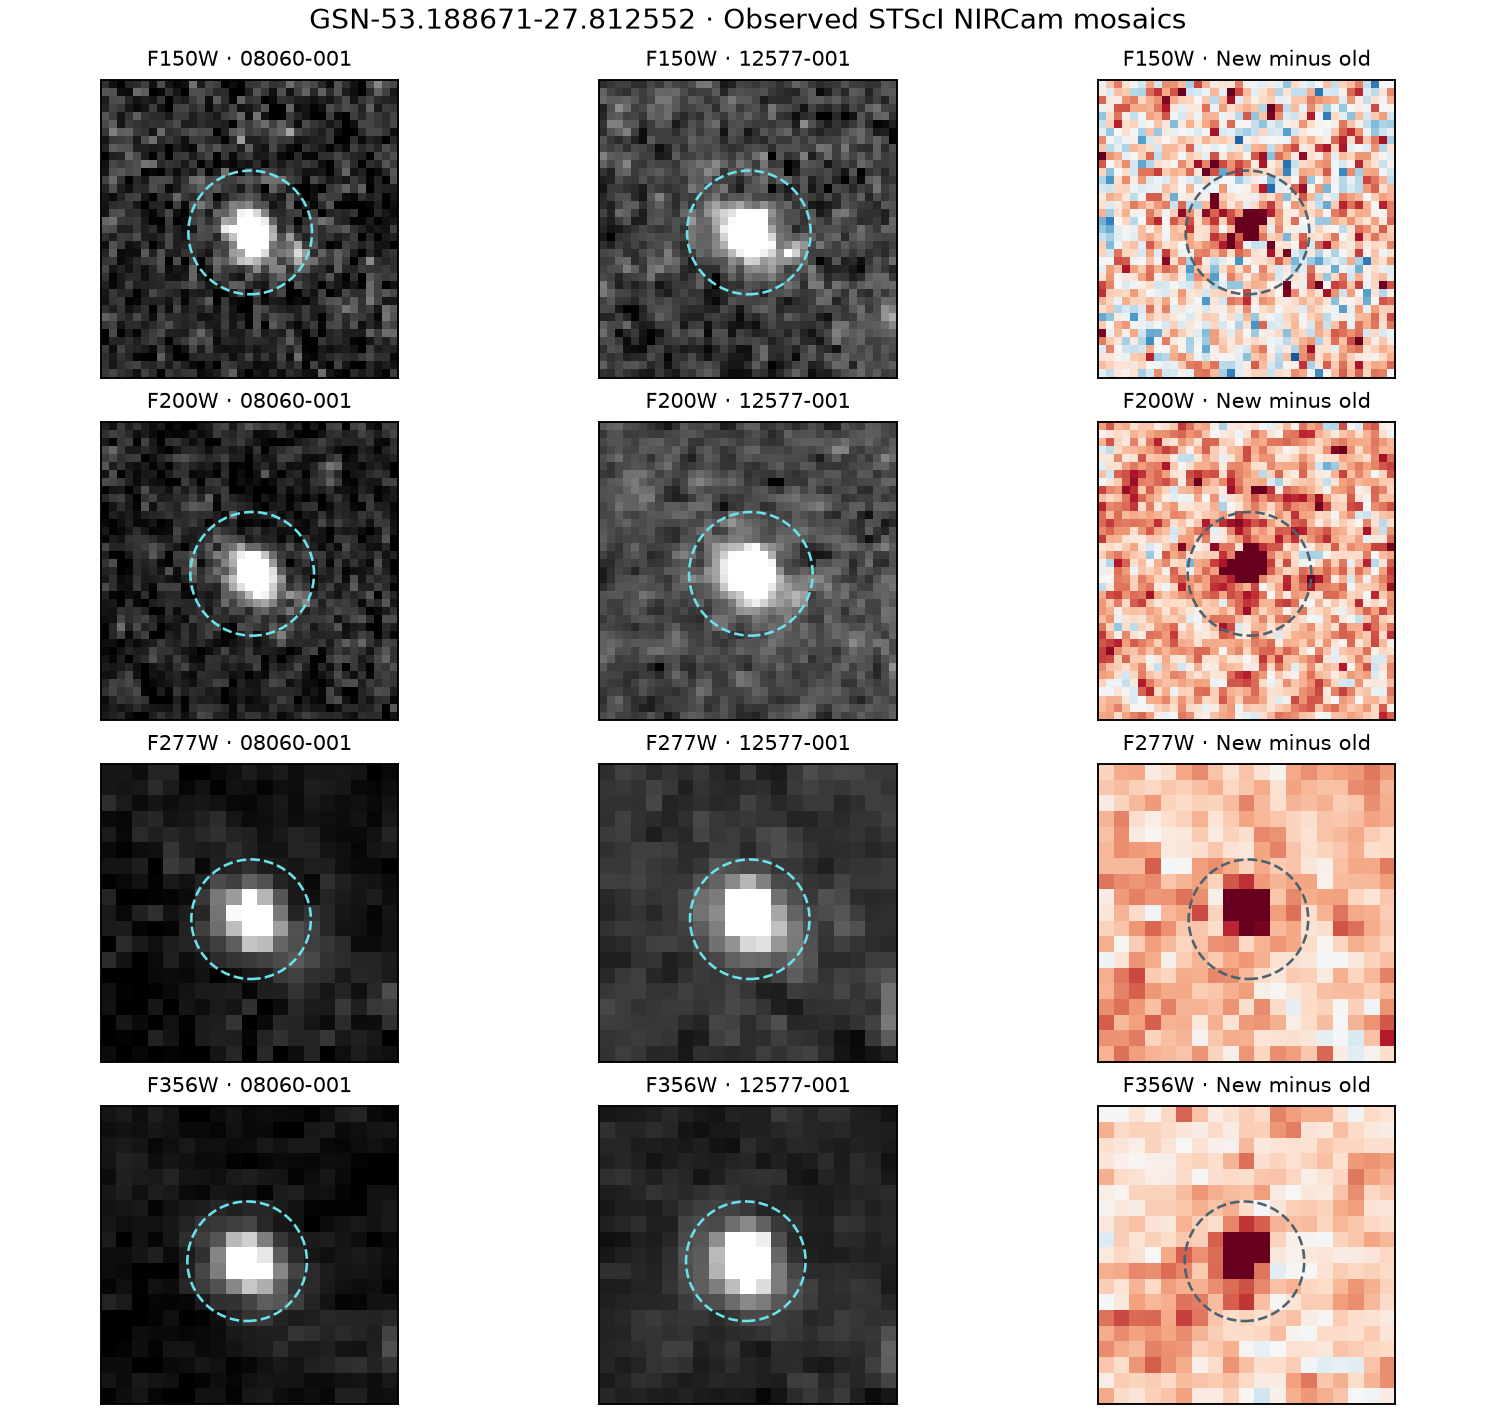 GSN-53.188671-27.812552 · Observed STScI NIRCam mosaics
F150W · 08060-001
F150W · 12577-001
F150W · New minus old
F200W · 08060-001
F200W · 12577-001
F200W · New minus old
F277W · 08060-001
F277W · 12577-001
F277W · New minus old
F356W · 08060-001
F356W · 12577-001
F356W · New minus old